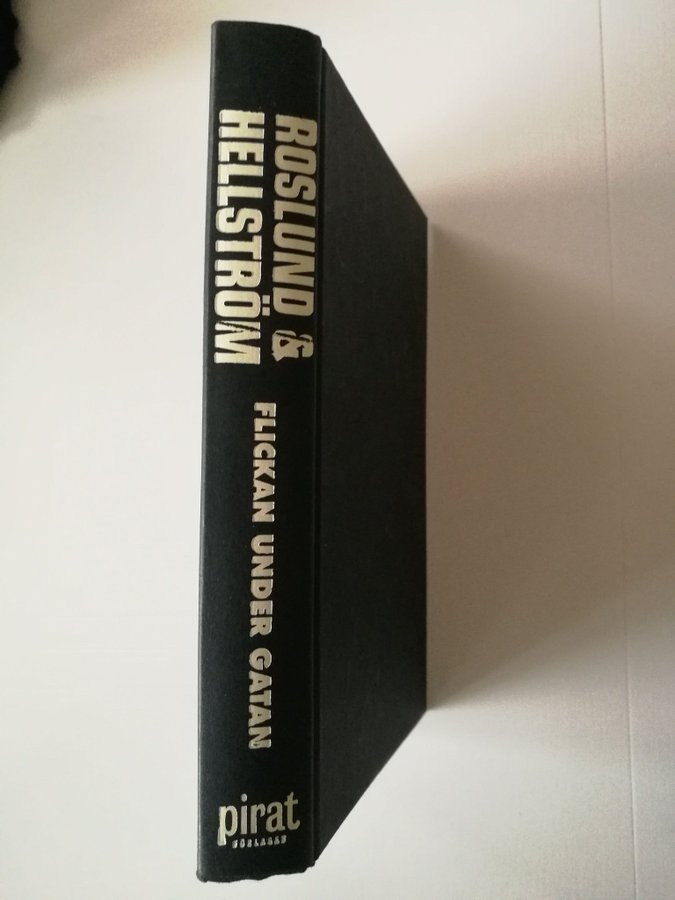 ROSLUND &
HELLSTRÖM
FLICKAN UNDER GATAN
pirat
FÖRLAGET